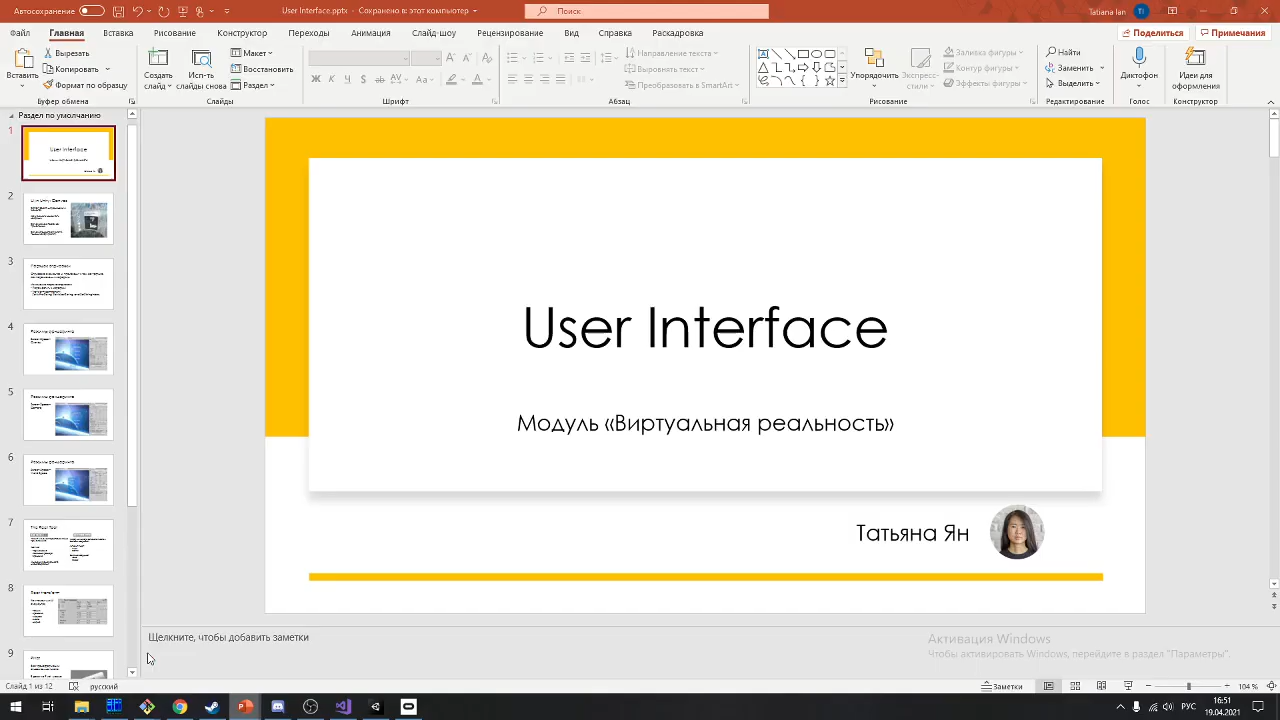 Автосохранение
User Interface.pptx - Сохранено в этот компьютер
Поиск
Tatiana Ian
TI
Файл
Главная
Вставка
Рисование
Конструктор
Переходы
Анимация
Слайд-шоу
Рецензирование
Вид
Справка
Раскадровка
Поделиться
Примечания
Вставить
Вырезать
Копировать
Формат по образцу
Буфер обмена
Создать слайд
Исп-ть слайды снова
Макет
Восстановить
Раздел
Слайды
Шрифт
Направление текста
Выровнять текст
Преобразовать в SmartArt
Абзац
Упорядочить
Экспресс-стили
Заливка фигуры
Контур фигуры
Эффекты фигуры
Рисование
Найти
Заменить
Выделить
Редактирование
Диктофон
Голос
Идеи для оформления
Конструктор
Раздел по умолчанию
1
User Interface
2
3
4
5
6
7
8
9
User Interface
Модуль «Виртуальная реальность»
Татьяна Ян
Щелкните, чтобы добавить заметки
Активация Windows
Чтобы активировать Windows, перейдите в раздел "Параметры".
Слайд 1 из 12
русский
Заметки
104 %
16:51
РУС
19.04.2021